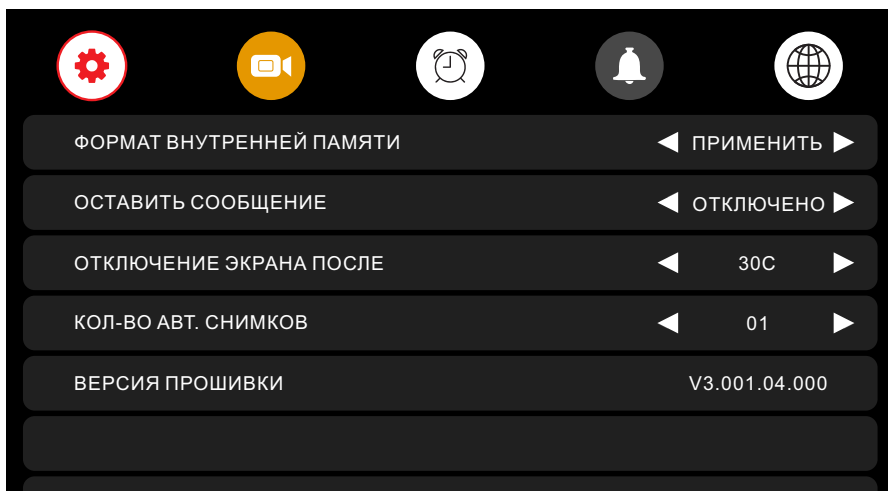 ФОРМАТ ВНУТРЕННЕЙ ПАМЯТИ ПРИМЕНИТЬ
ОСТАВИТЬ СООБЩЕНИЕ ОТКЛЮЧЕНО
ОТКЛЮЧЕНИЕ ЭКРАНА ПОСЛЕ 30С
КОЛ-ВО АВТ. СНИМКОВ 01
ВЕРСИЯ ПРОШИВКИ V3.001.04.000